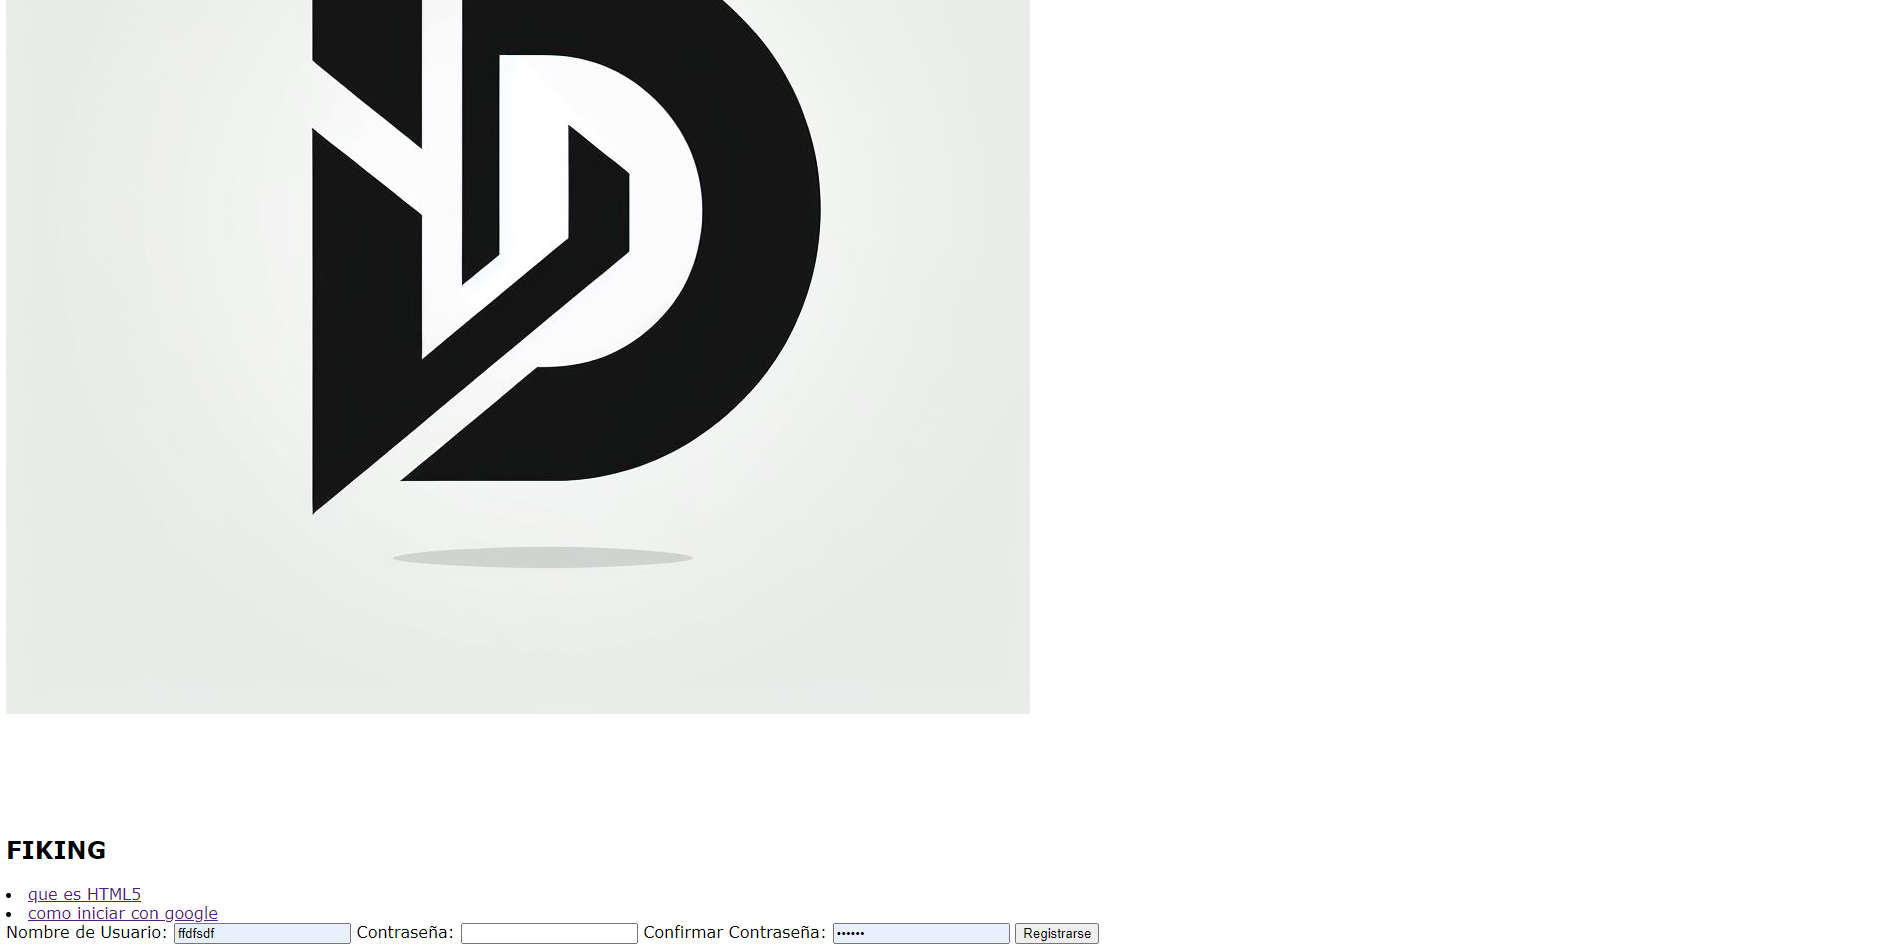 FIKING
que es HTML5
como iniciar con google
Nombre de Usuario: ffdfsdf Contraseña: Confirmar Contraseña: •••••• Registrarse